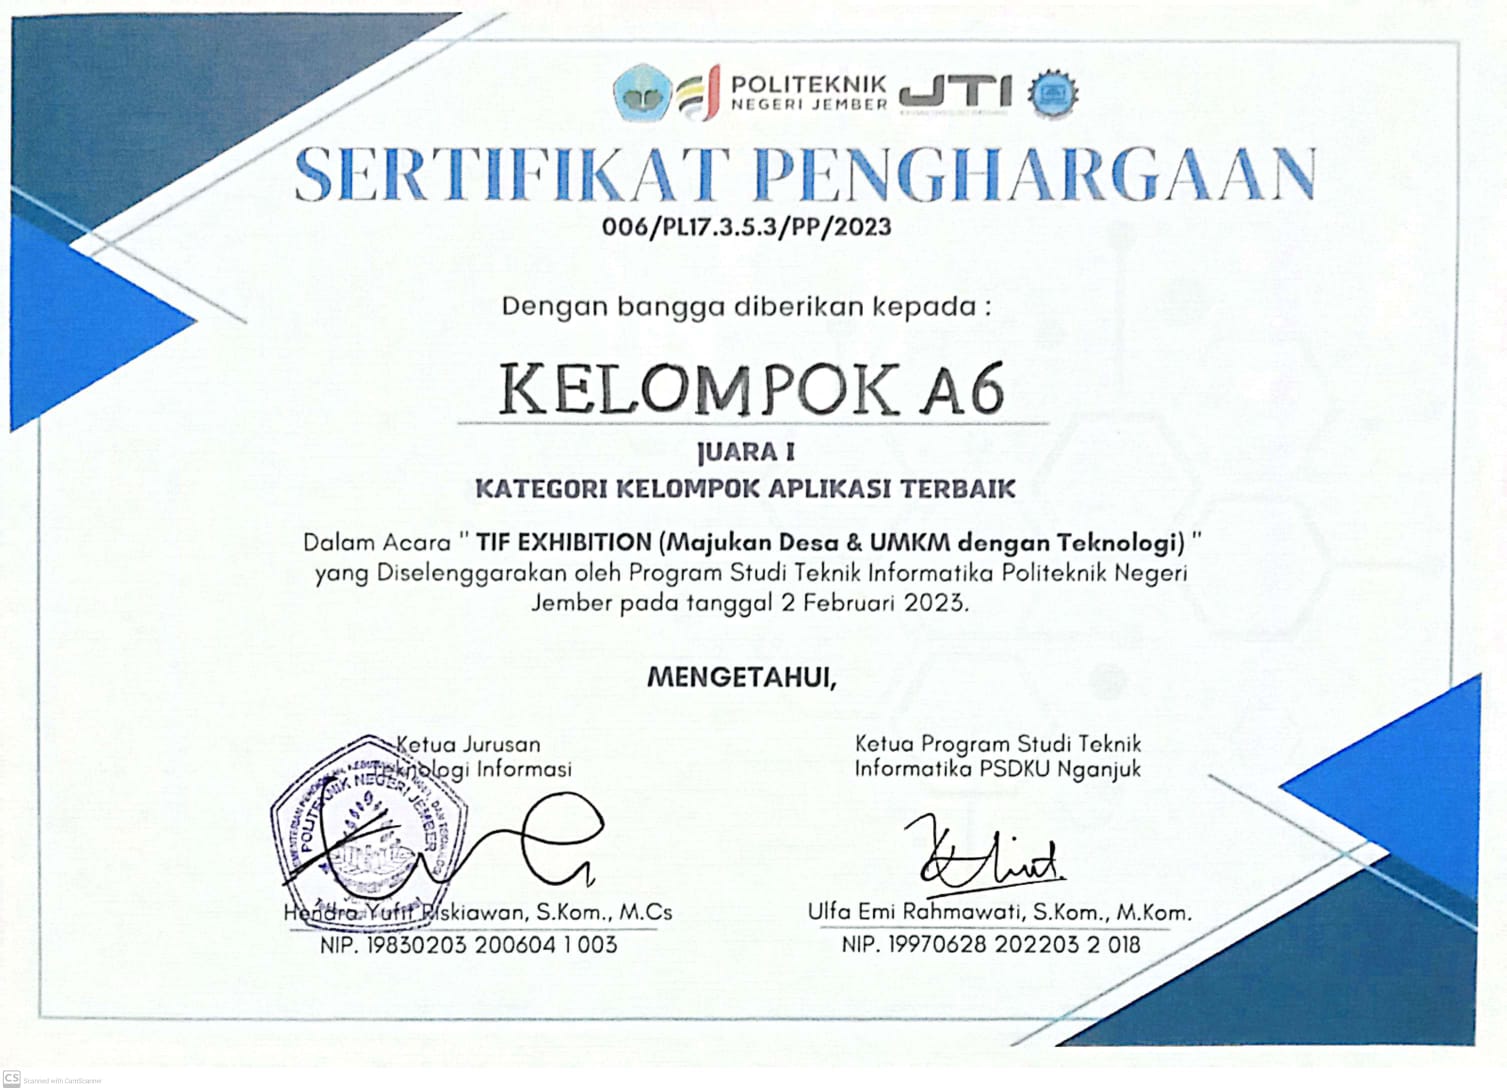 POLITEKNIK
NEGERI JEMBER
JTI
SERTIFIKAT PENGHARGAAN
006/PL17.3.5.3/PP/2023
Dengan bangga diberikan kepada :
KELOMPOK A6
JUARA I
KATEGORI KELOMPOK APLIKASI TERBAIK
Dalam Acara " TIF EXHIBITION (Majukan Desa & UMKM dengan Teknologi) "
yang Diselenggarakan oleh Program Studi Teknik Informatika Politeknik Negeri
Jember pada tanggal 2 Februari 2023.
MENGETAHUI,
Ketua Jurusan
Teknologi Informasi
POLITEKNIK NEGERI JEMBER
Hendra Yufit Riskiawan, S.Kom., M.Cs
NIP. 19830203 200604 1 003
Ketua Program Studi Teknik
Informatika PSDKU Nganjuk
Ulfa Emi Rahmawati, S.Kom., M.Kom.
NIP. 19970628 202203 2 018
CS Scanned with CamScanner